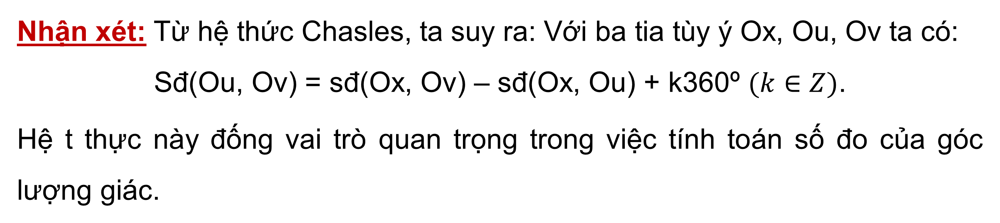 Nhận xét: Từ hệ thức Chasles, ta suy ra: Với ba tia tùy ý Ox, Ou, Ov ta có:
Sđ(Ou, Ov) = sđ(Ox, Ov) – sđ(Ox, Ou) + k360º (k ∈ Z).
Hệ t thực này đống vai trò quan trọng trong việc tính toán số đo của góc
lượng giác.